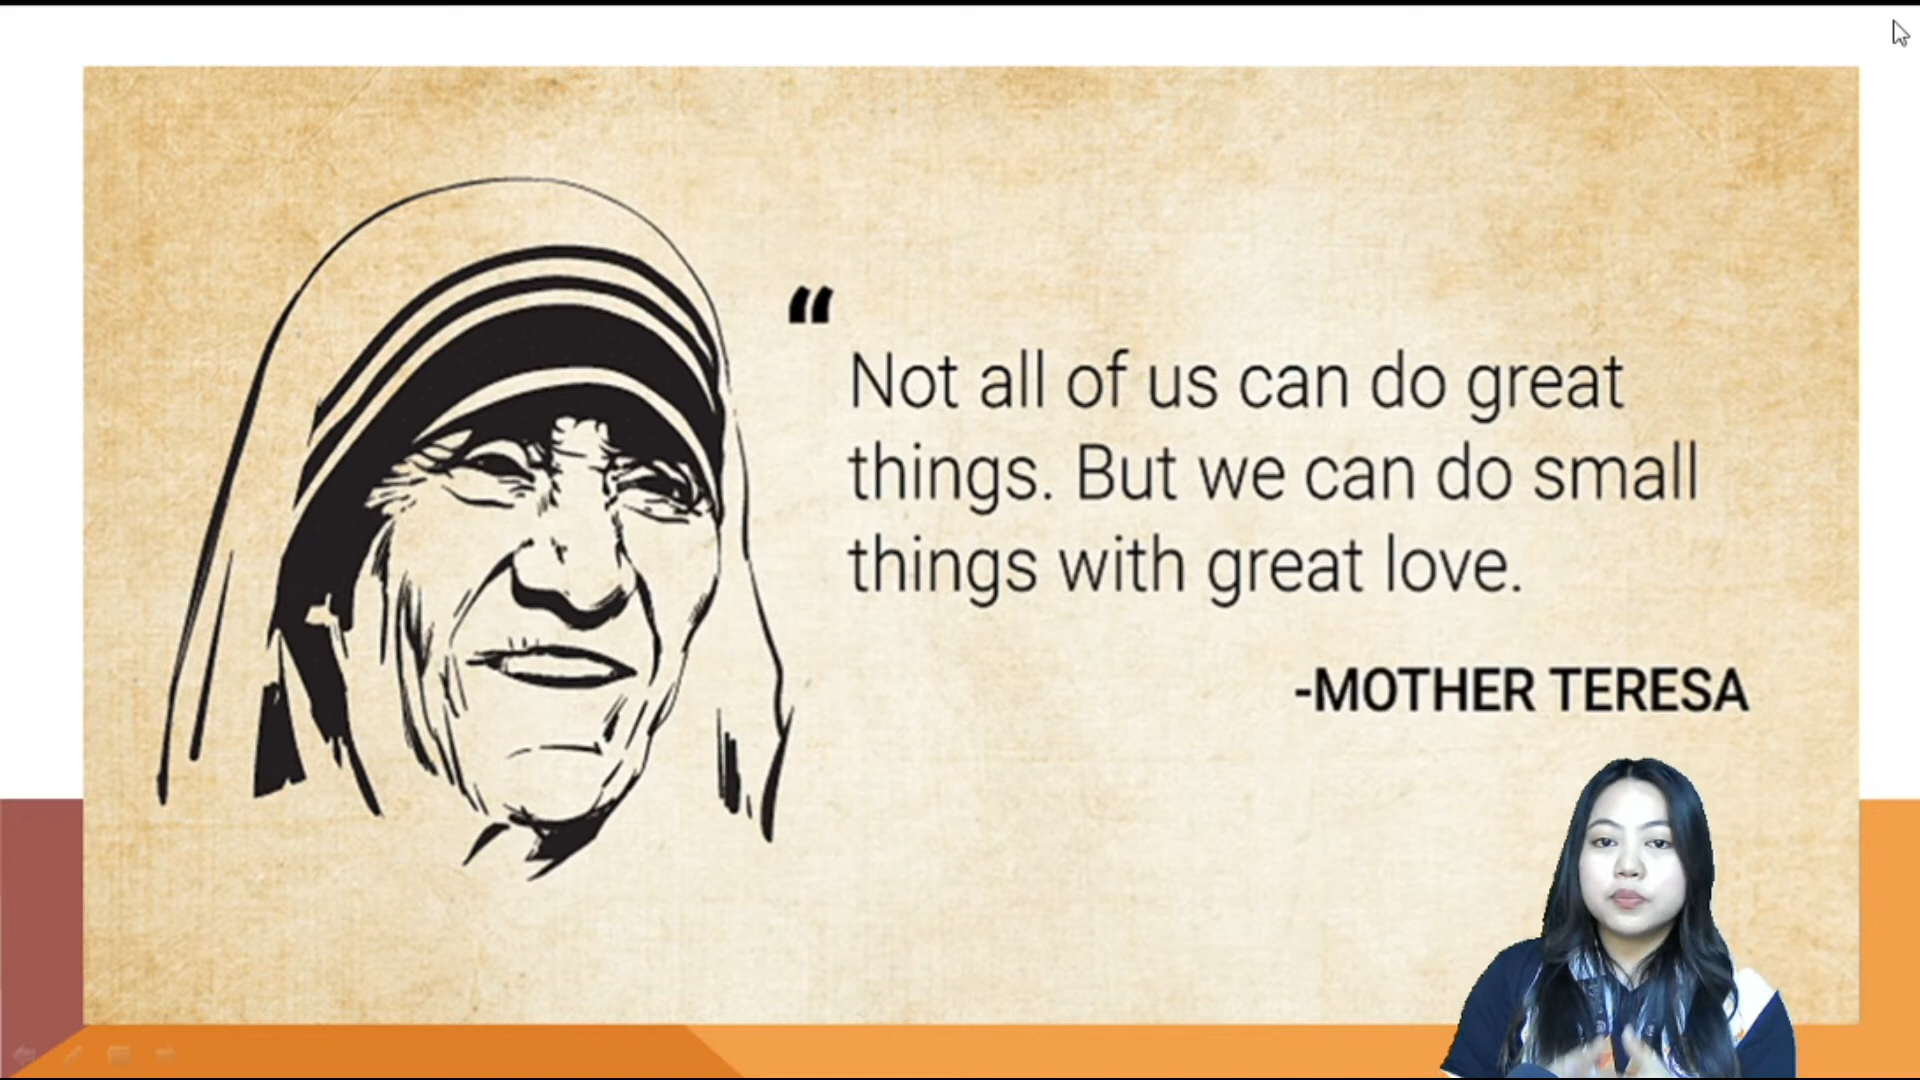 “
Not all of us can do great
things. But we can do small
things with great love.
-MOTHER TERESA